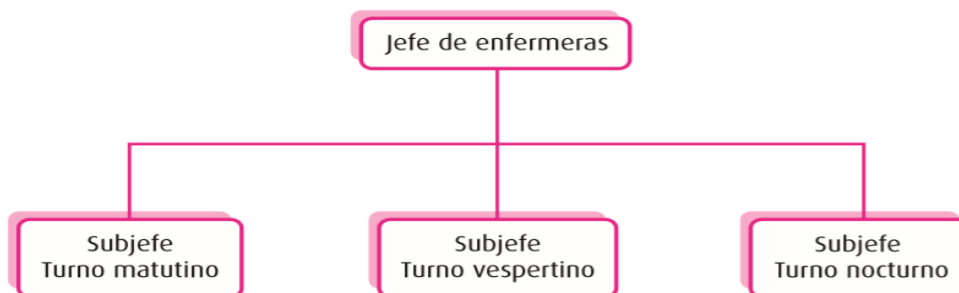 Jefe de enfermeras
Subjefe
Turno matutino
Subjefe
Turno vespertino
Subjefe
Turno nocturno